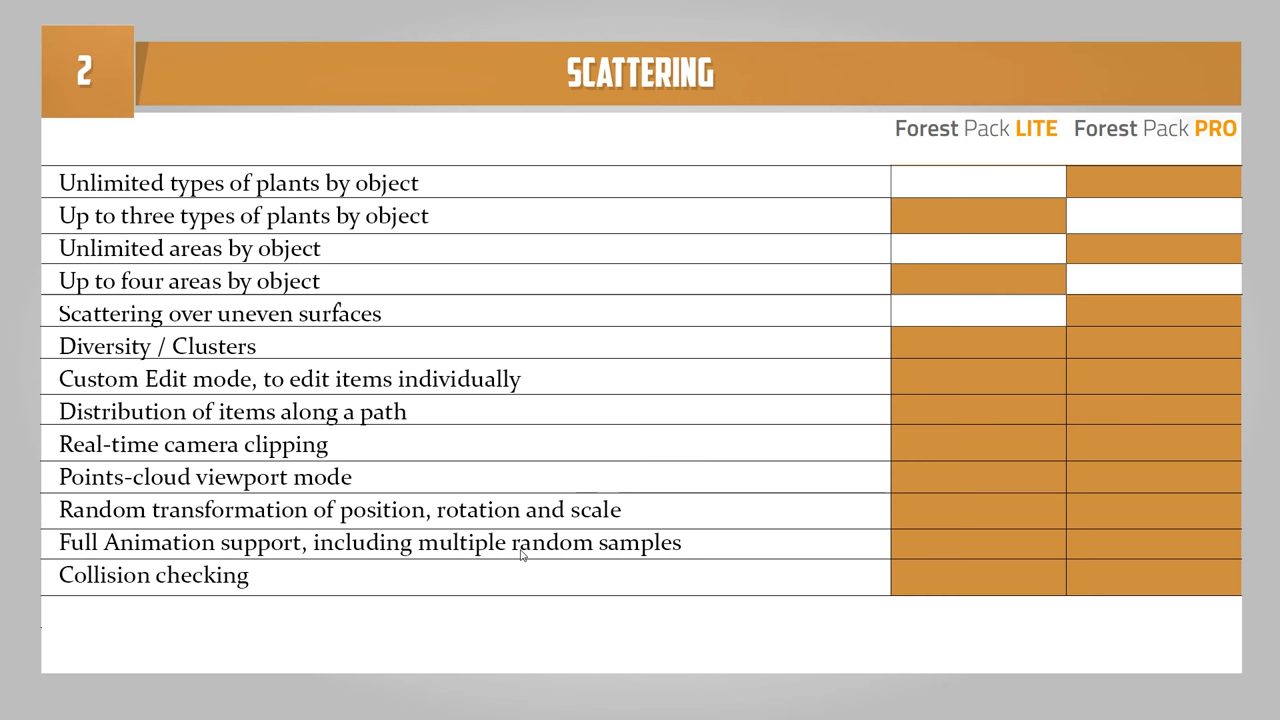 2
SCATTERING
Forest Pack LITE Forest Pack PRO
Unlimited types of plants by object
Up to three types of plants by object
Unlimited areas by object
Up to four areas by object
Scattering over uneven surfaces
Diversity / Clusters
Custom Edit mode, to edit items individually
Distribution of items along a path
Real-time camera clipping
Points-cloud viewport mode
Random transformation of position, rotation and scale
Full Animation support, including multiple random samples
Collision checking